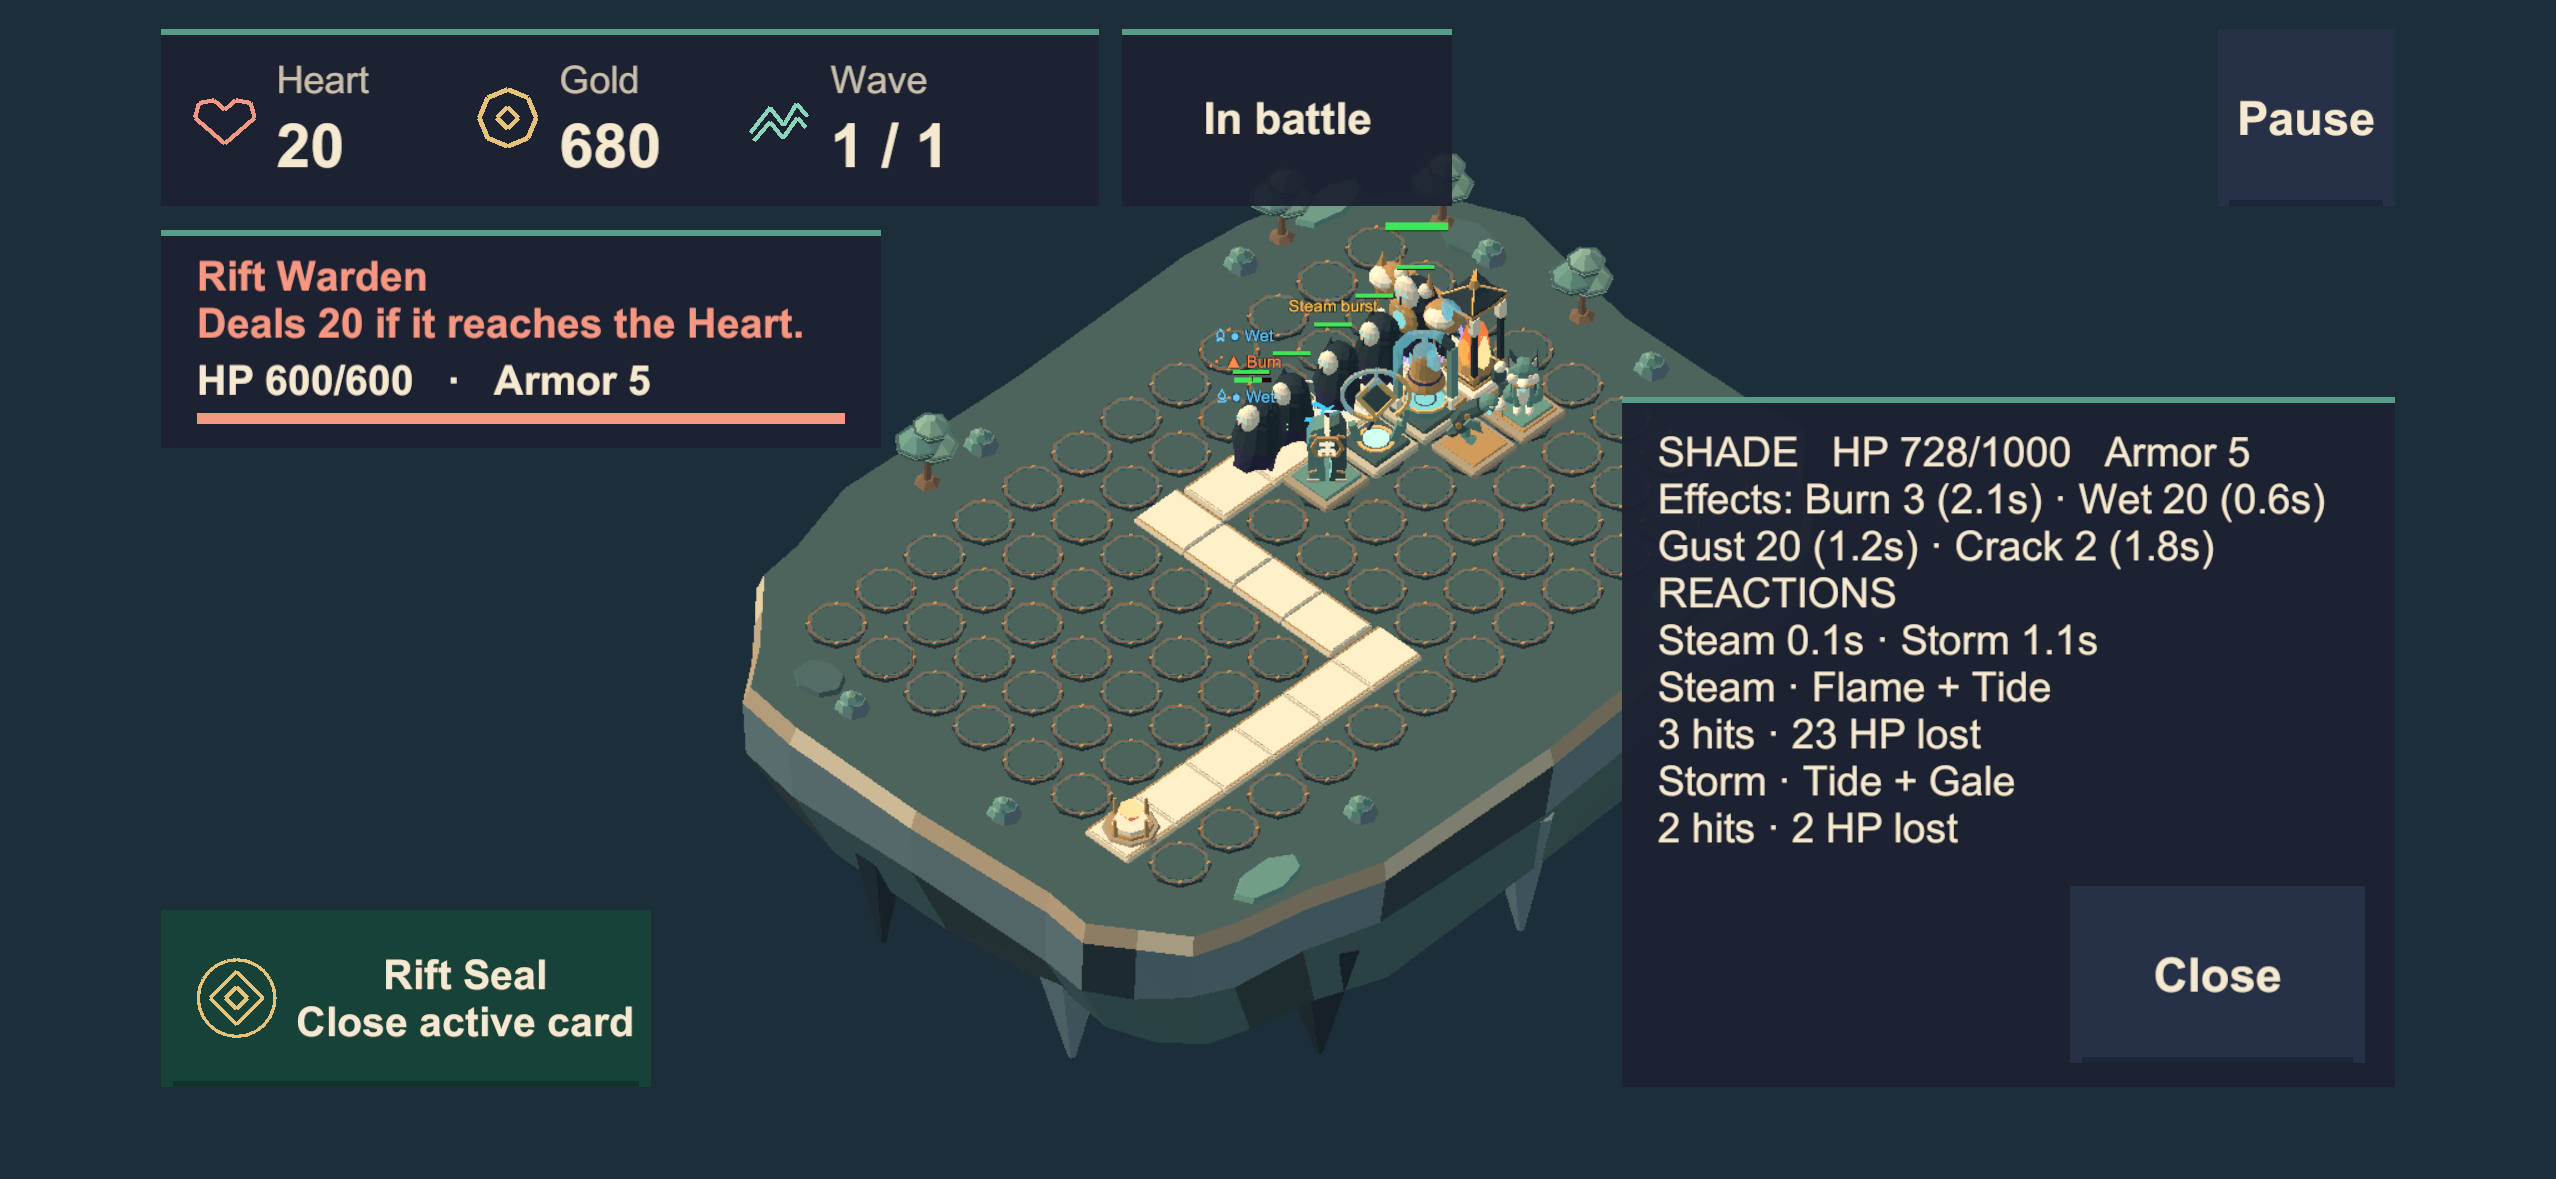 Heart
20
Gold
680
Wave
1 / 1
In battle
Pause
Rift Warden
Deals 20 if it reaches the Heart.
HP 600/600 · Armor 5
Steam burst
Wet
Burn
Wet
SHADE HP 728/1000 Armor 5
Effects: Burn 3 (2.1s) · Wet 20 (0.6s)
Gust 20 (1.2s) · Crack 2 (1.8s)
REACTIONS
Steam 0.1s · Storm 1.1s
Steam · Flame + Tide
3 hits · 23 HP lost
Storm · Tide + Gale
2 hits · 2 HP lost
Close
Rift Seal
Close active card